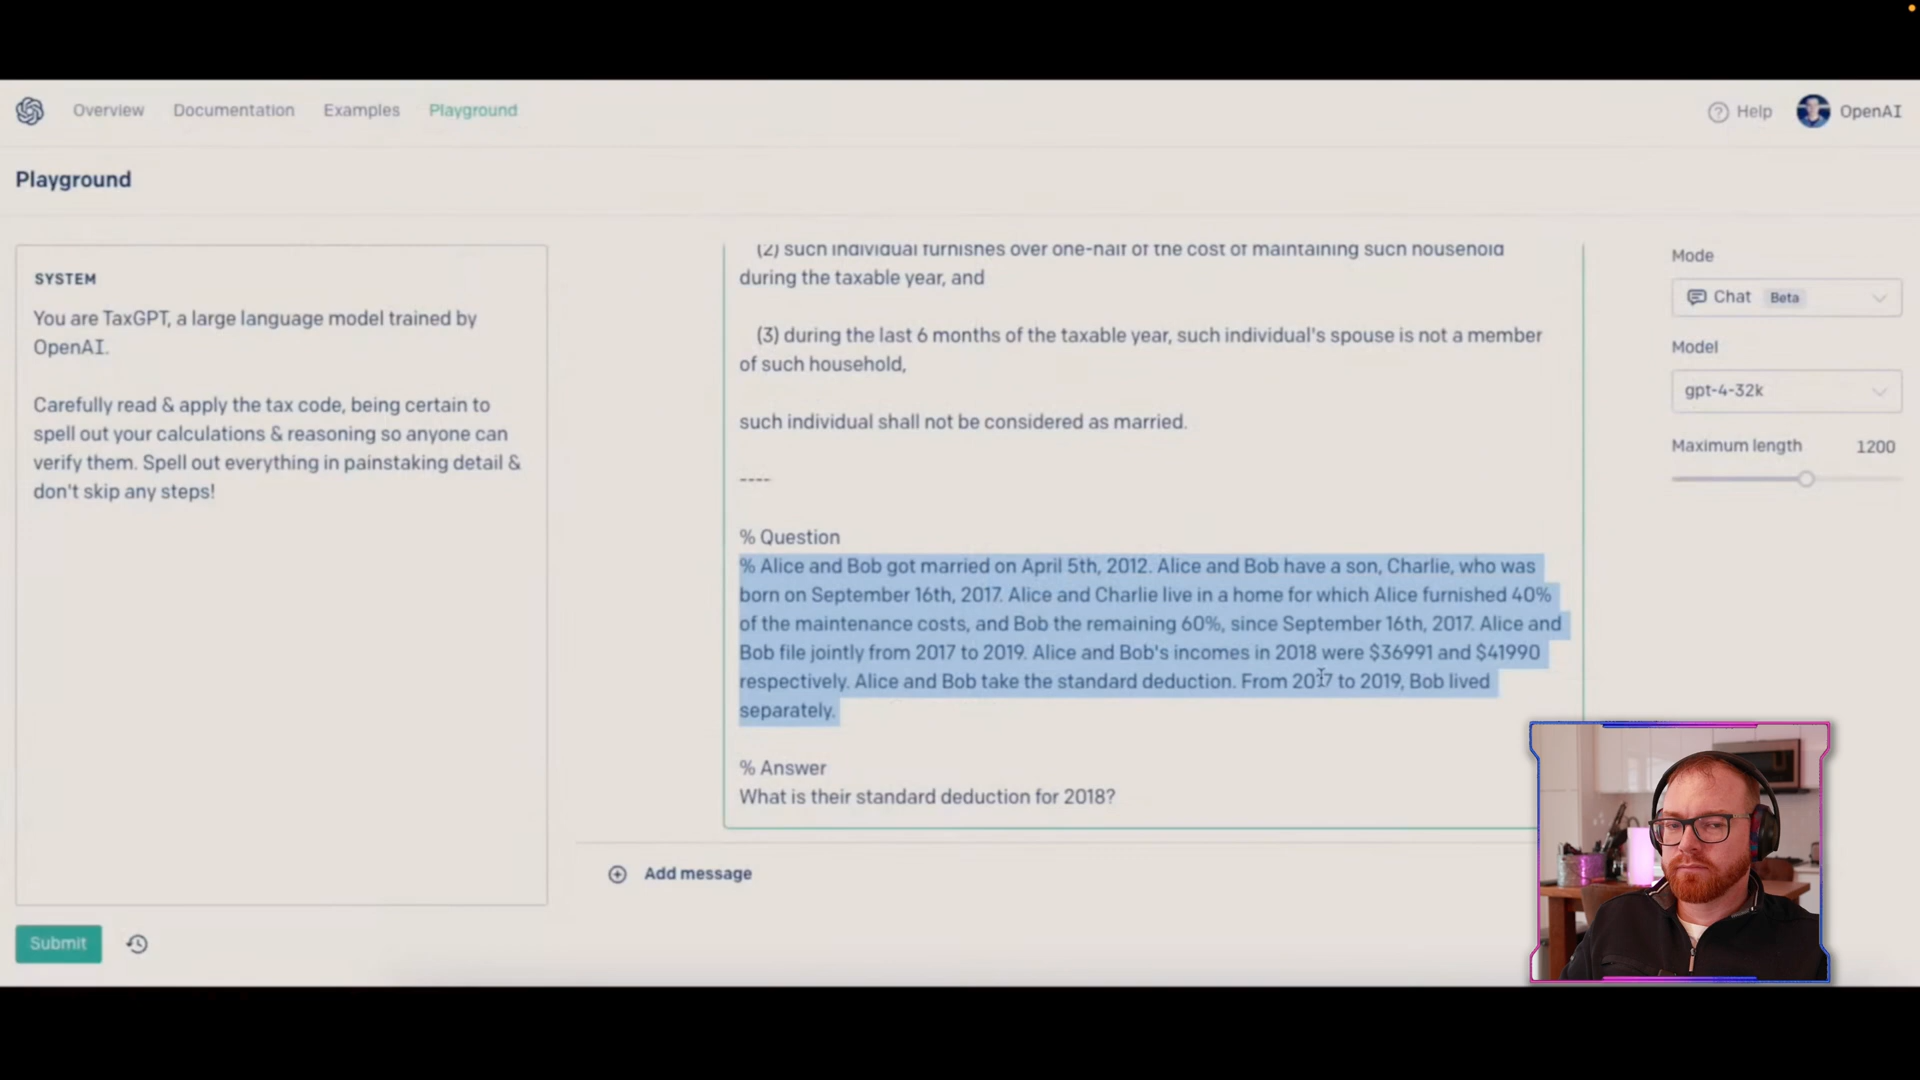 Overview Documentation Examples Playground Help OpenAI
Playground
SYSTEM
You are TaxGPT, a large language model trained by
OpenAI.
Carefully read & apply the tax code, being certain to
spell out your calculations & reasoning so anyone can
verify them. Spell out everything in painstaking detail &
don't skip any steps!
Submit
(2) such individual furnishes over one-half of the cost of maintaining such household
during the taxable year, and
(3) during the last 6 months of the taxable year, such individual's spouse is not a member
of such household,
such individual shall not be considered as married.
----
% Question
% Alice and Bob got married on April 5th, 2012. Alice and Bob have a son, Charlie, who was
born on September 16th, 2017. Alice and Charlie live in a home for which Alice furnished 40%
of the maintenance costs, and Bob the remaining 60%, since September 16th, 2017. Alice and
Bob file jointly from 2017 to 2019. Alice and Bob's incomes in 2018 were $36991 and $41990
respectively. Alice and Bob take the standard deduction. From 2017 to 2019, Bob lived
separately.
% Answer
What is their standard deduction for 2018?
Add message
Mode
Chat Beta
Model
gpt-4-32k
Maximum length 1200